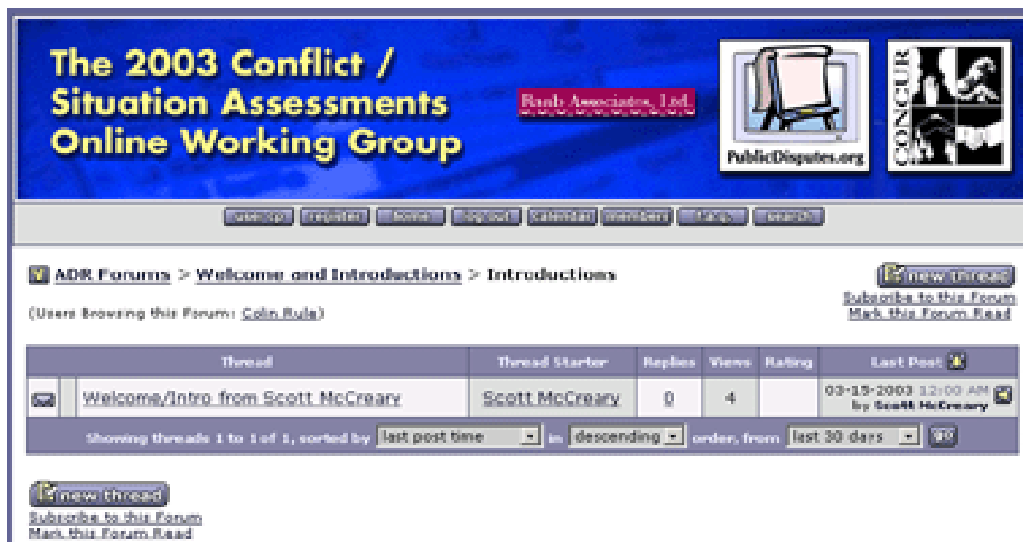 The 2003 Conflict /
Situation Assessments
Online Working Group
Raab Associates, Ltd.
PublicDisputes.org
CONCUR
user cp register home log out calendar members f.a.q. search
ADR Forums > Welcome and Introductions > Introductions
(Users Browsing this Forum: Colin Rule)
new thread
Subscribe to this Forum
Mark this Forum Read
Thread Thread Starter Replies Views Rating Last Post
Welcome/Intro from Scott McCreary Scott McCreary 0 4 03-15-2003 12:00 AM
by Scott McCreary
Showing threads 1 to 1 of 1, sorted by last post time in descending order, from last 30 days go
new thread
Subscribe to this Forum
Mark this Forum Read